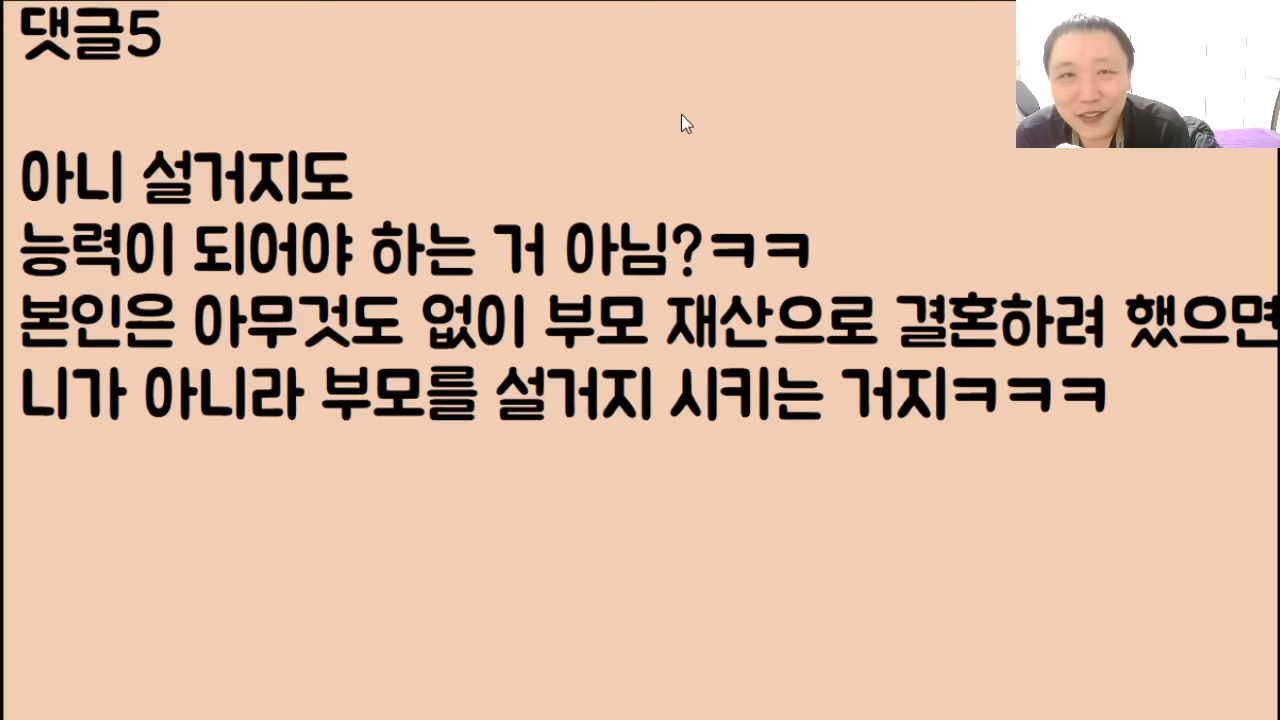 댓글5
아니 설거지도
능력이 되어야 하는 거 아님?ㅋㅋ
본인은 아무것도 없이 부모 재산으로 결혼하려 했으면
니가 아니라 부모를 설거지 시키는 거지ㅋㅋㅋ